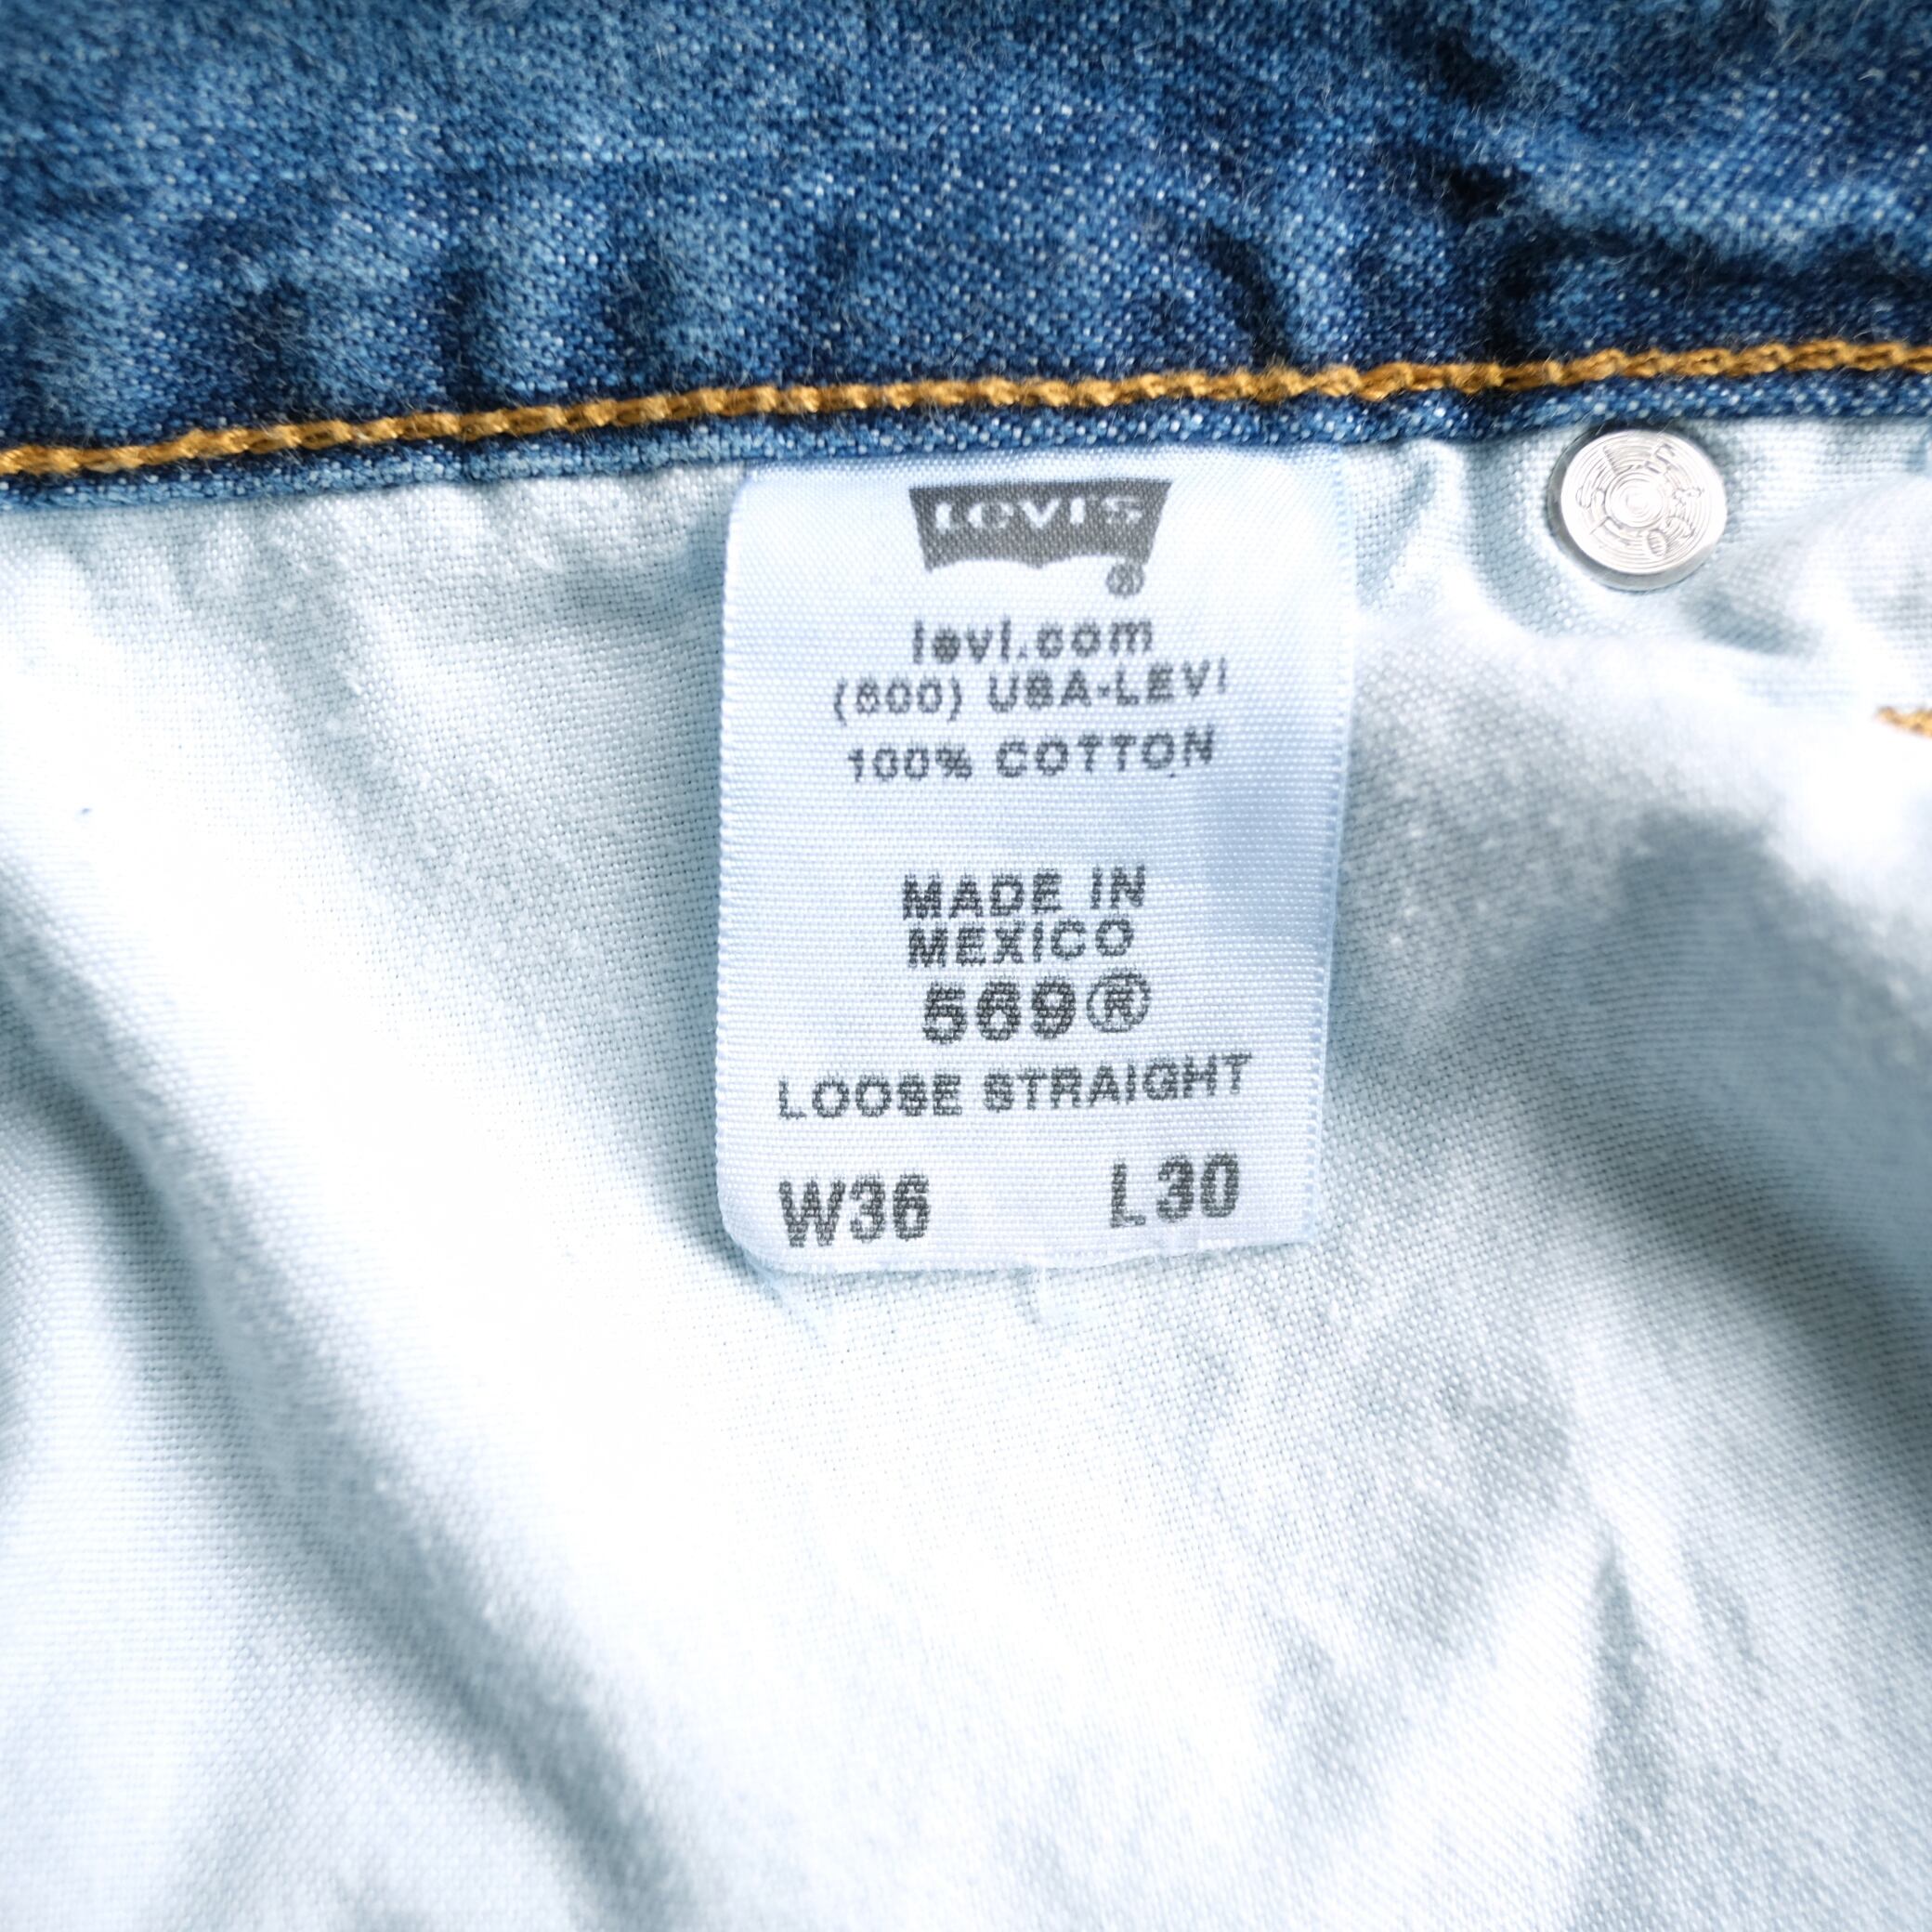 Levi's
®
levi.com
(800) USA-LEVI
100% COTTON
MADE IN
MEXICO
569®
LOOSE STRAIGHT
W36 L30